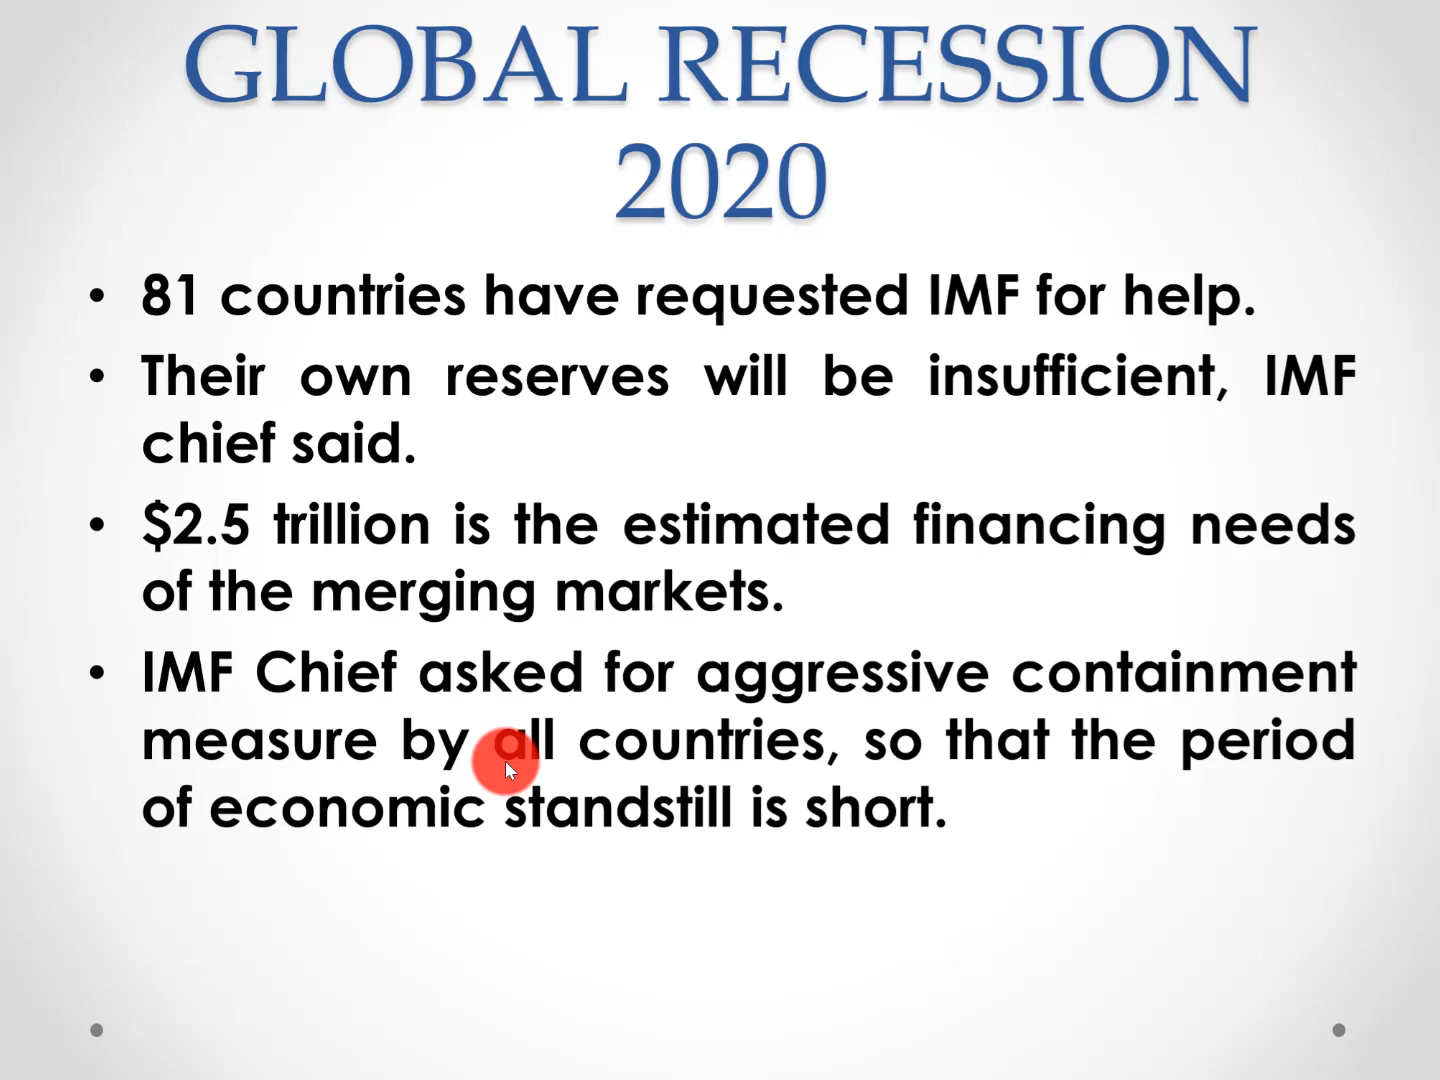 GLOBAL RECESSION
2020
• 81 countries have requested IMF for help.
• Their own reserves will be insufficient, IMF
chief said.
• $2.5 trillion is the estimated financing needs
of the merging markets.
• IMF Chief asked for aggressive containment
measure by all countries, so that the period
of economic standstill is short.